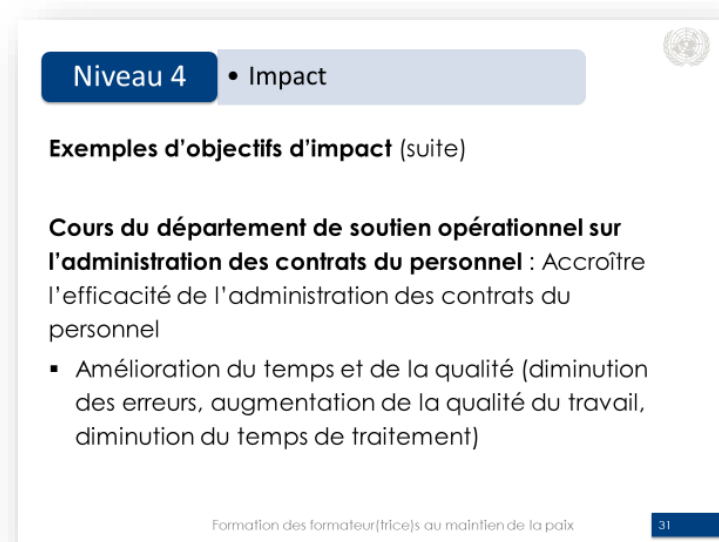 Niveau 4
• Impact
Exemples d’objectifs d’impact (suite)
Cours du département de soutien opérationnel sur
l’administration des contrats du personnel : Accroître
l’efficacité de l’administration des contrats du
personnel
▪ Amélioration du temps et de la qualité (diminution
des erreurs, augmentation de la qualité du travail,
diminution du temps de traitement)
Formation des formateur(trice)s au maintien de la paix
31